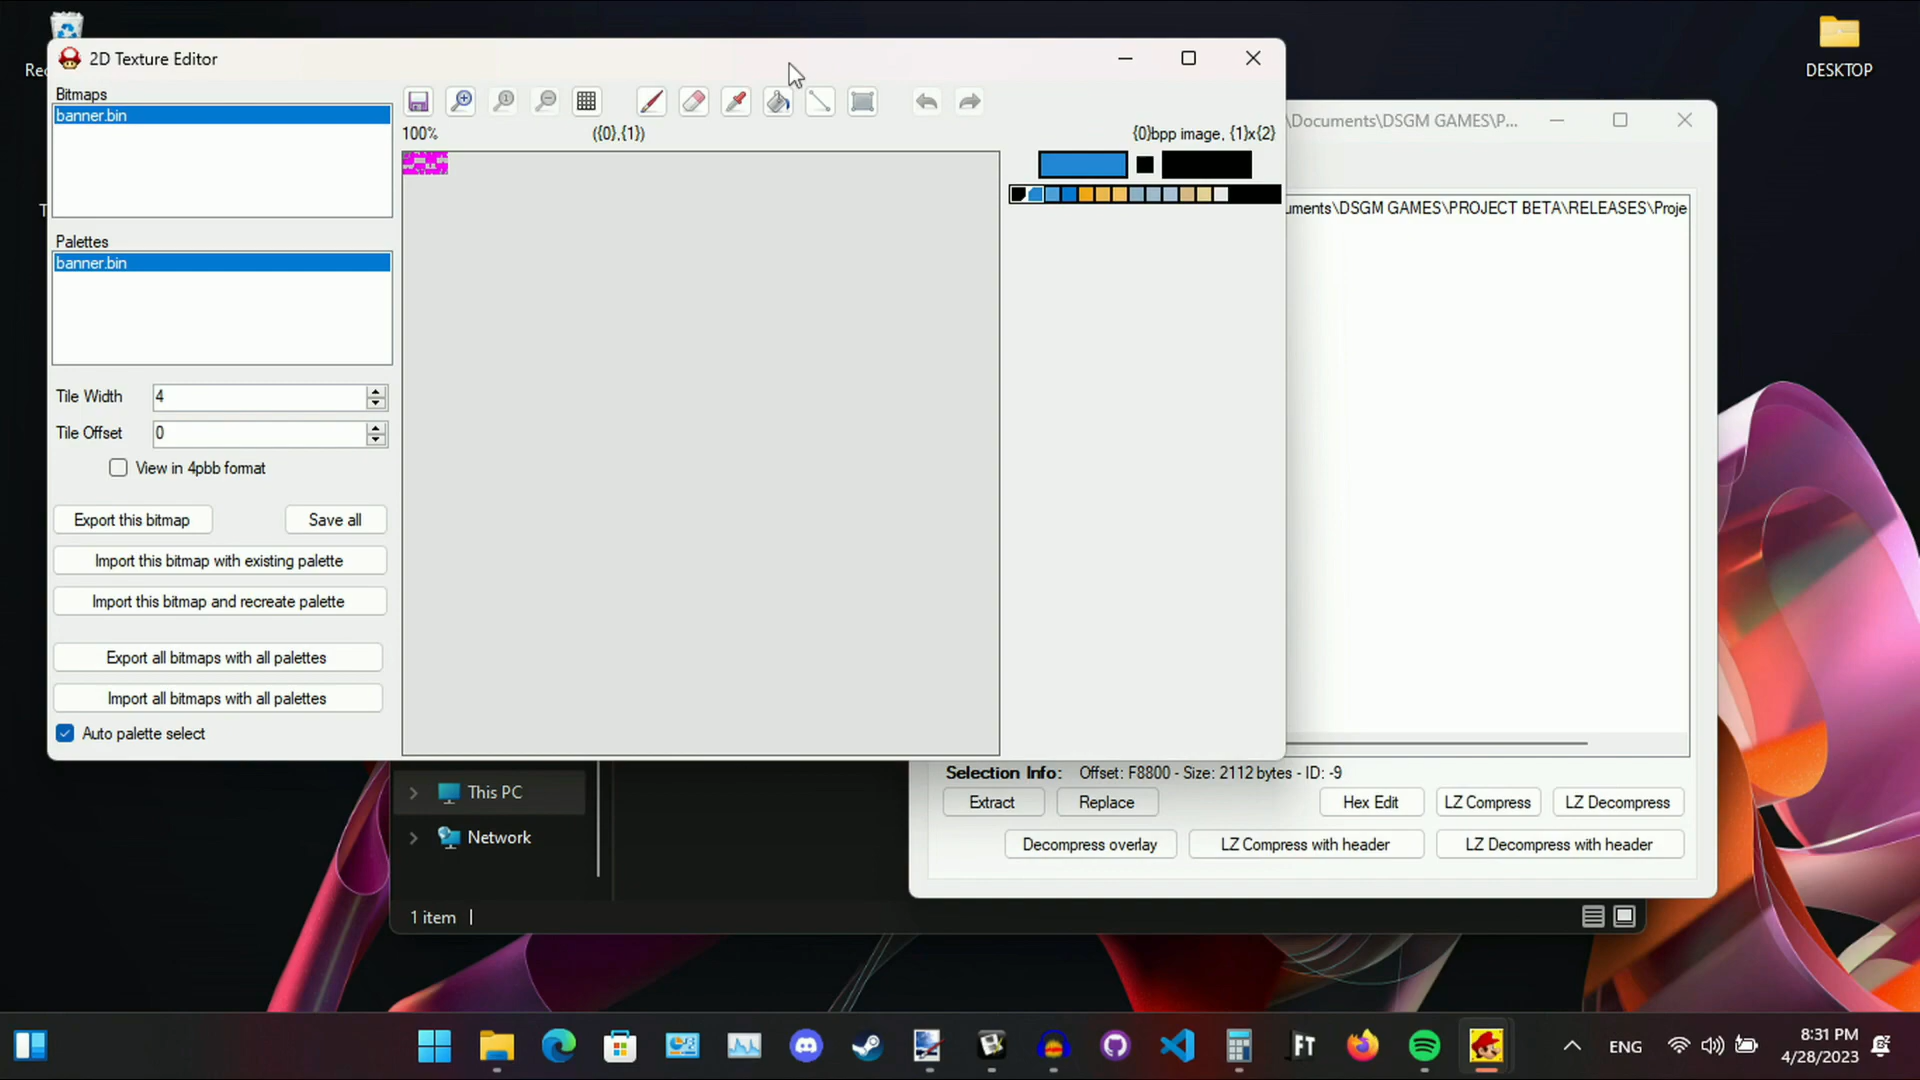 Rec
DESKTOP
2D Texture Editor
Bitmaps
banner.bin
100%
({0},{1})
{0}bpp image, {1}x{2}
Palettes
banner.bin
Tile Width
4
Tile Offset
0
View in 4pbb format
Export this bitmap
Save all
Import this bitmap with existing palette
Import this bitmap and recreate palette
Export all bitmaps with all palettes
Import all bitmaps with all palettes
Auto palette select
\Documents\DSGM GAMES\P...
uments\DSGM GAMES\PROJECT BETA\RELEASES\Proje
Selection Info: Offset: F8800 - Size: 2112 bytes - ID: -9
Extract
Replace
Hex Edit
LZ Compress
LZ Decompress
Decompress overlay
LZ Compress with header
LZ Decompress with header
This PC
Network
1 item
FT
ENG
8:31 PM
4/28/2023